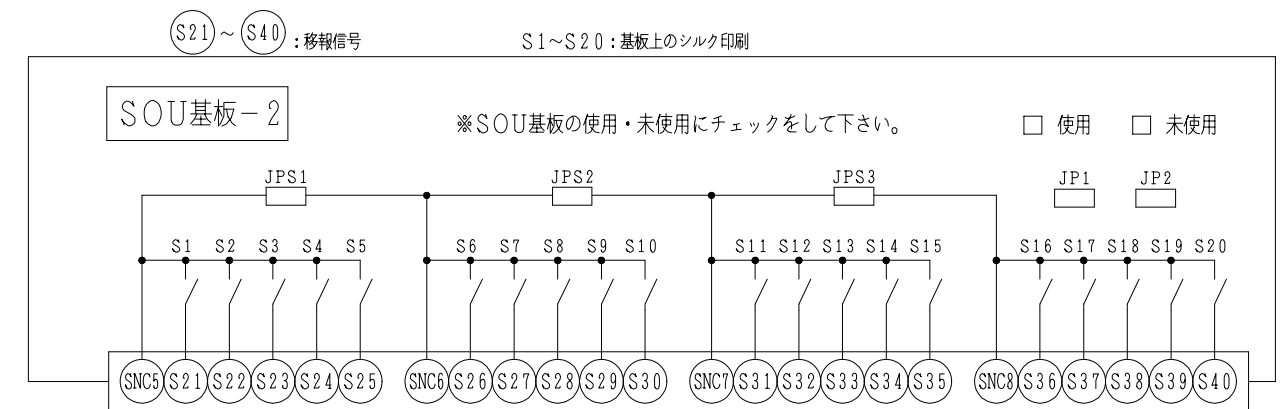 S21～S40：移報信号 S1~S20：基板上のシルク印刷
SOU基板－2
※SOU基板の使用・未使用にチェックをして下さい。 □ 使用 □ 未使用
JPS1 JPS2 JPS3 JP1 JP2
S1 S2 S3 S4 S5 S6 S7 S8 S9 S10 S11 S12 S13 S14 S15 S16 S17 S18 S19 S20
SNC5 S21 S22 S23 S24 S25 SNC6 S26 S27 S28 S29 S30 SNC7 S31 S32 S33 S34 S35 SNC8 S36 S37 S38 S39 S40